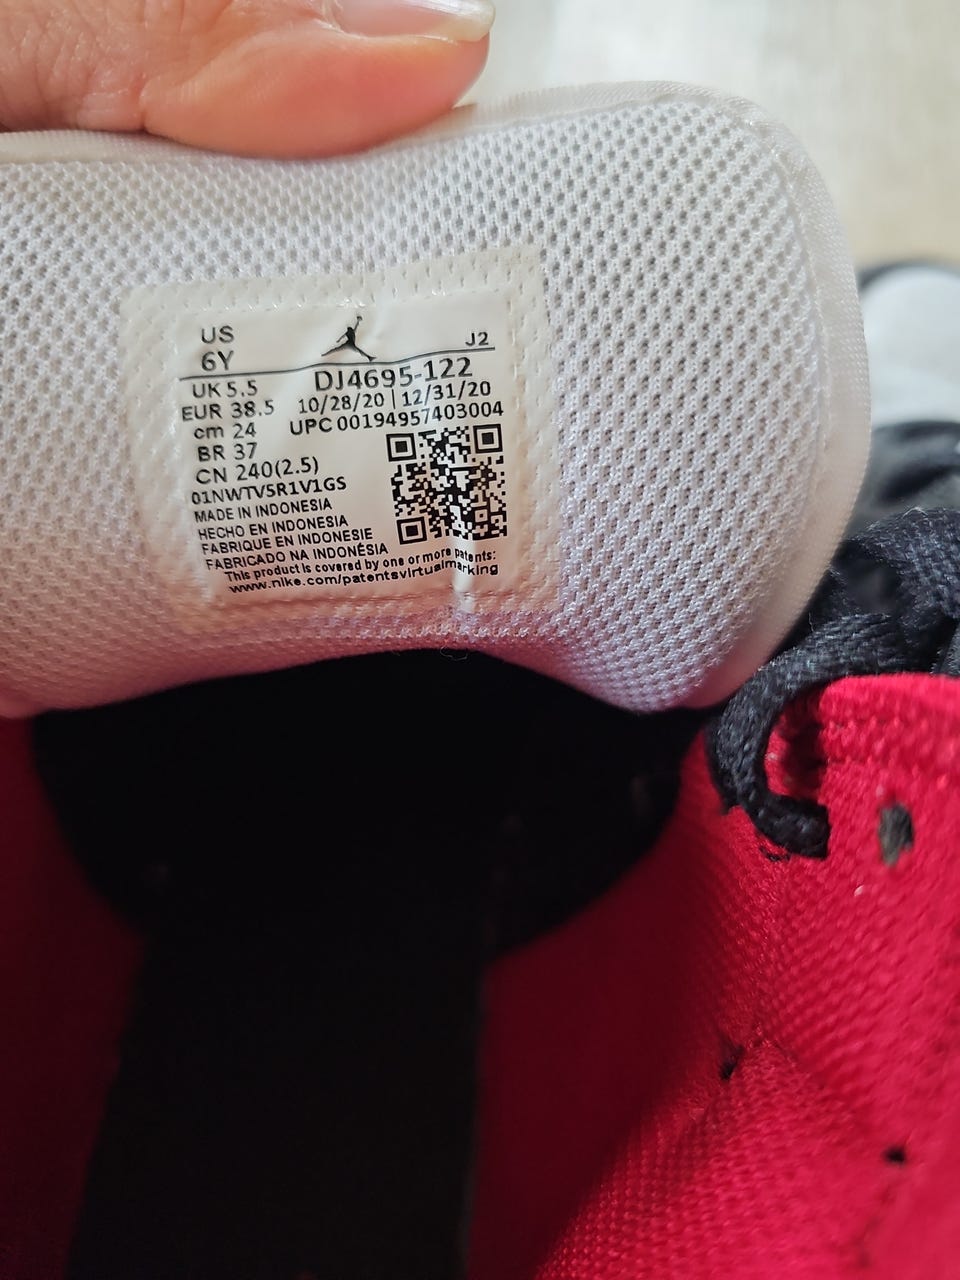 US
6Y
J2
UK 5.5
DJ4695-122
EUR 38.5
10/28/20 | 12/31/20
cm 24
UPC 00194957403004
BR 37
CN 240(2.5)
01NWTV5R1V1GS
MADE IN INDONESIA
HECHO EN INDONESIA
FABRIQUE EN INDONESIE
FABRICADO NA INDONÉSIA
This product is covered by one or more patents:
www.nike.com/patentsvirtualmarking